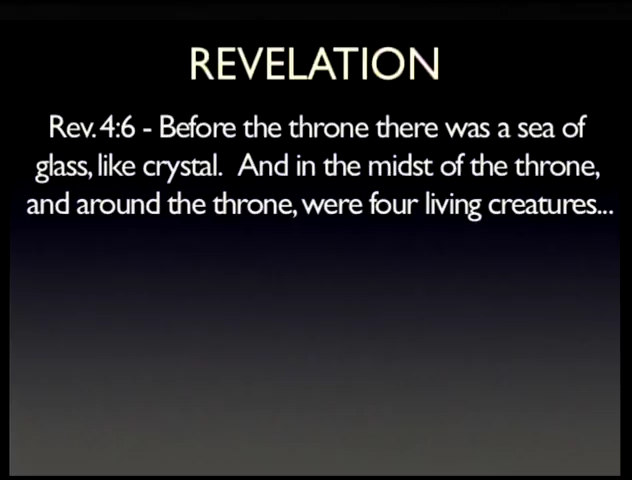 REVELATION
Rev. 4:6 - Before the throne there was a sea of
glass, like crystal.  And in the midst of the throne,
and around the throne, were four living creatures...